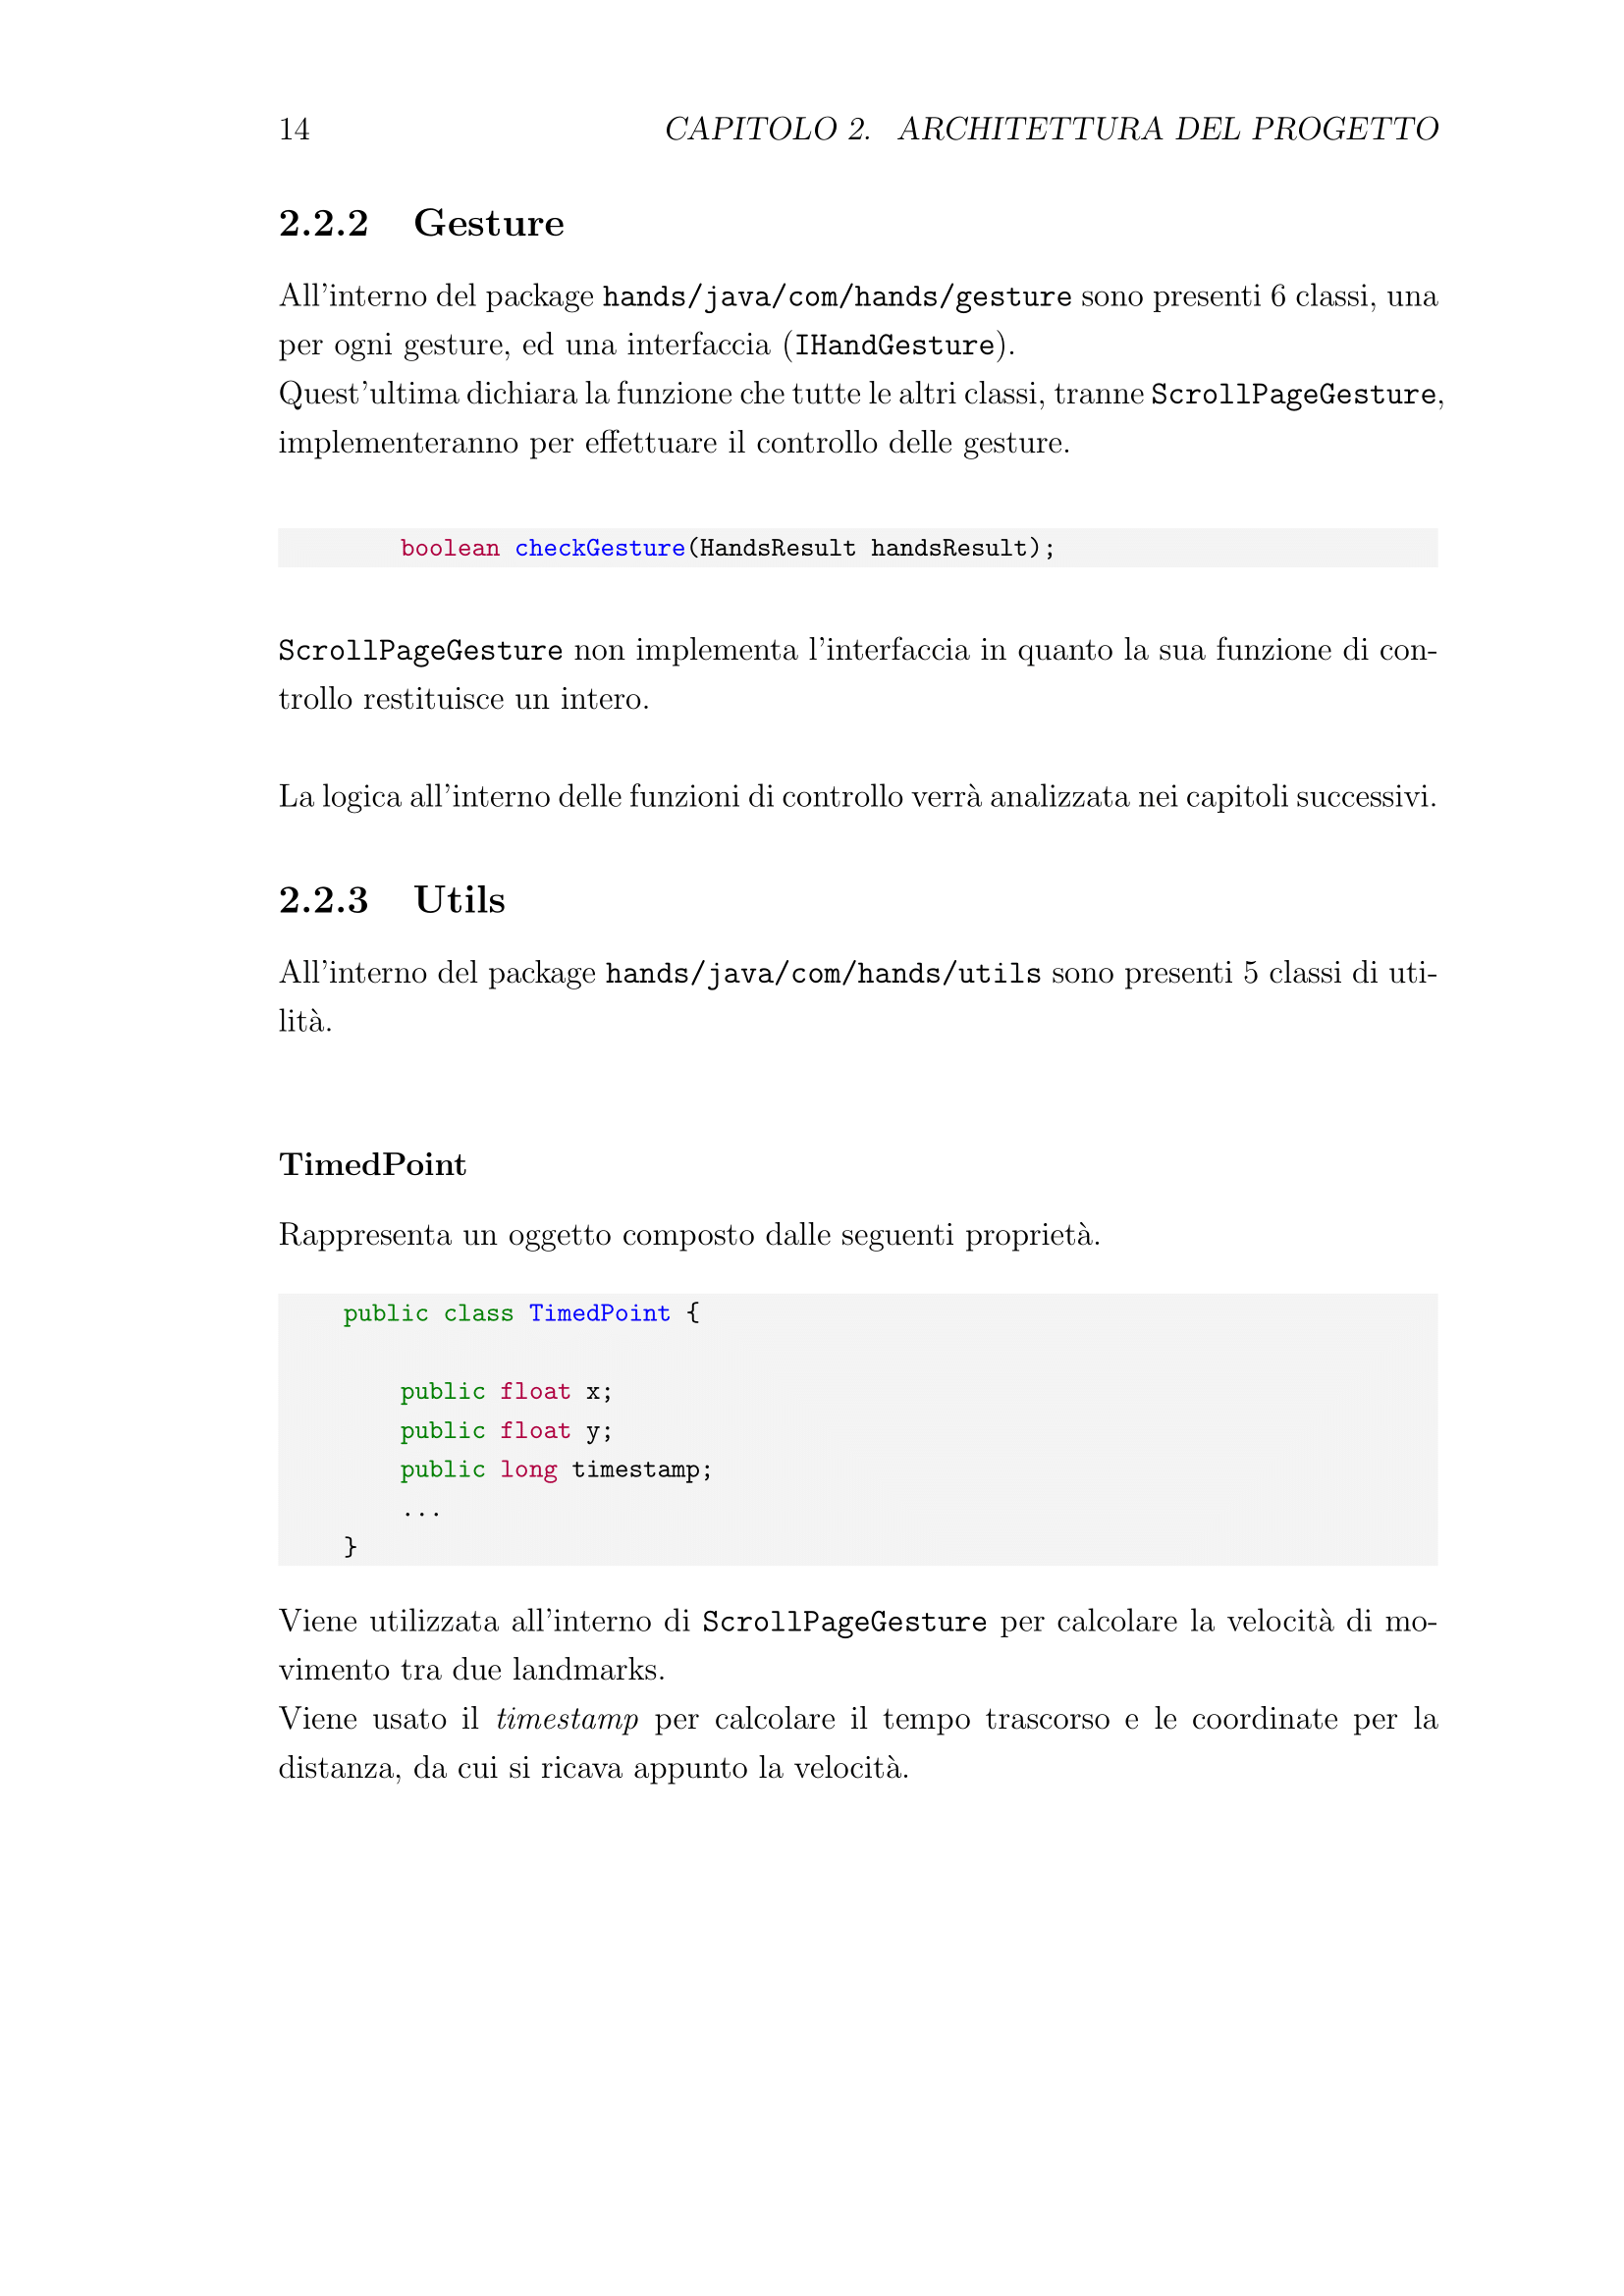 14 CAPITOLO 2. ARCHITETTURA DEL PROGETTO
2.2.2 Gesture
All'interno del package hands/java/com/hands/gesture sono presenti 6 classi, una
per ogni gesture, ed una interfaccia (IHandGesture).
Quest'ultima dichiara la funzione che tutte le altri classi, tranne ScrollPageGesture,
implementeranno per effettuare il controllo delle gesture.
boolean checkGesture(HandsResult handsResult);
ScrollPageGesture non implementa l'interfaccia in quanto la sua funzione di con-
trollo restituisce un intero.
La logica all'interno delle funzioni di controllo verrà analizzata nei capitoli successivi.
2.2.3 Utils
All'interno del package hands/java/com/hands/utils sono presenti 5 classi di uti-
lità.
TimedPoint
Rappresenta un oggetto composto dalle seguenti proprietà.
public class TimedPoint {
public float x;
public float y;
public long timestamp;
...
}
Viene utilizzata all'interno di ScrollPageGesture per calcolare la velocità di mo-
vimento tra due landmarks.
Viene usato il timestamp per calcolare il tempo trascorso e le coordinate per la
distanza, da cui si ricava appunto la velocità.